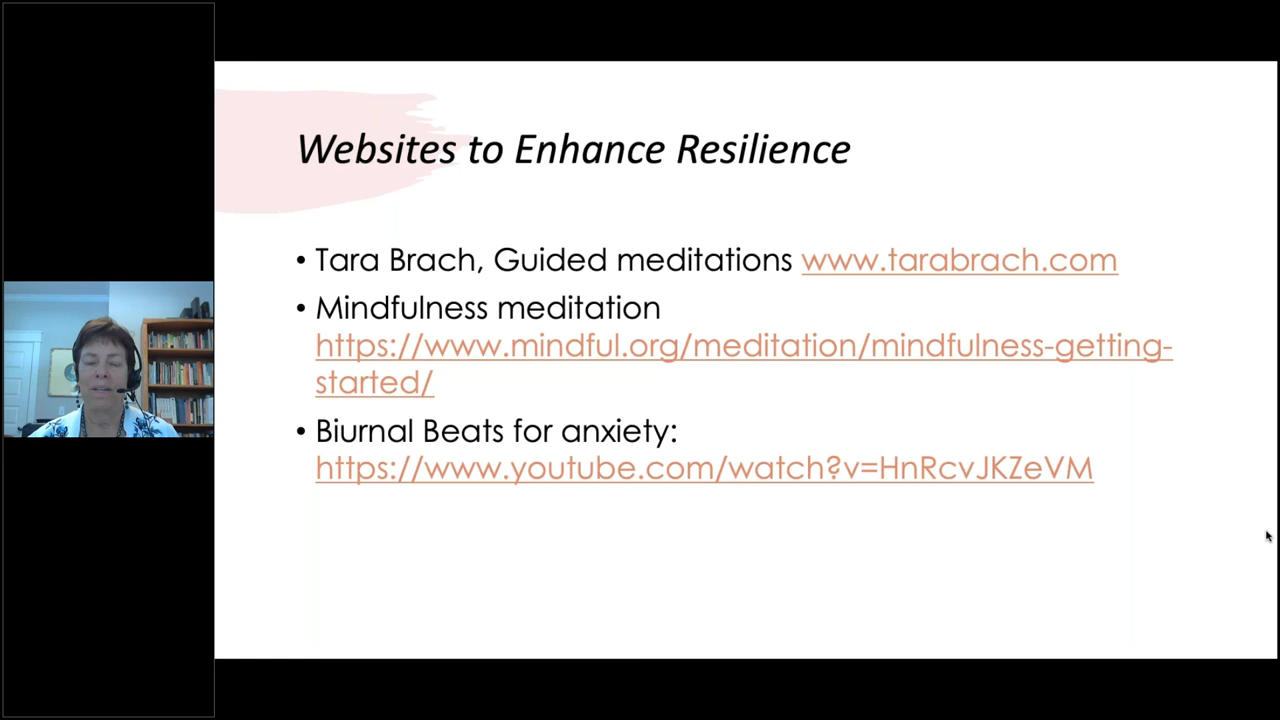 Websites to Enhance Resilience
• Tara Brach, Guided meditations www.tarabrach.com
• Mindfulness meditation
https://www.mindful.org/meditation/mindfulness-getting-
started/
• Biurnal Beats for anxiety:
https://www.youtube.com/watch?v=HnRcvJKZeVM